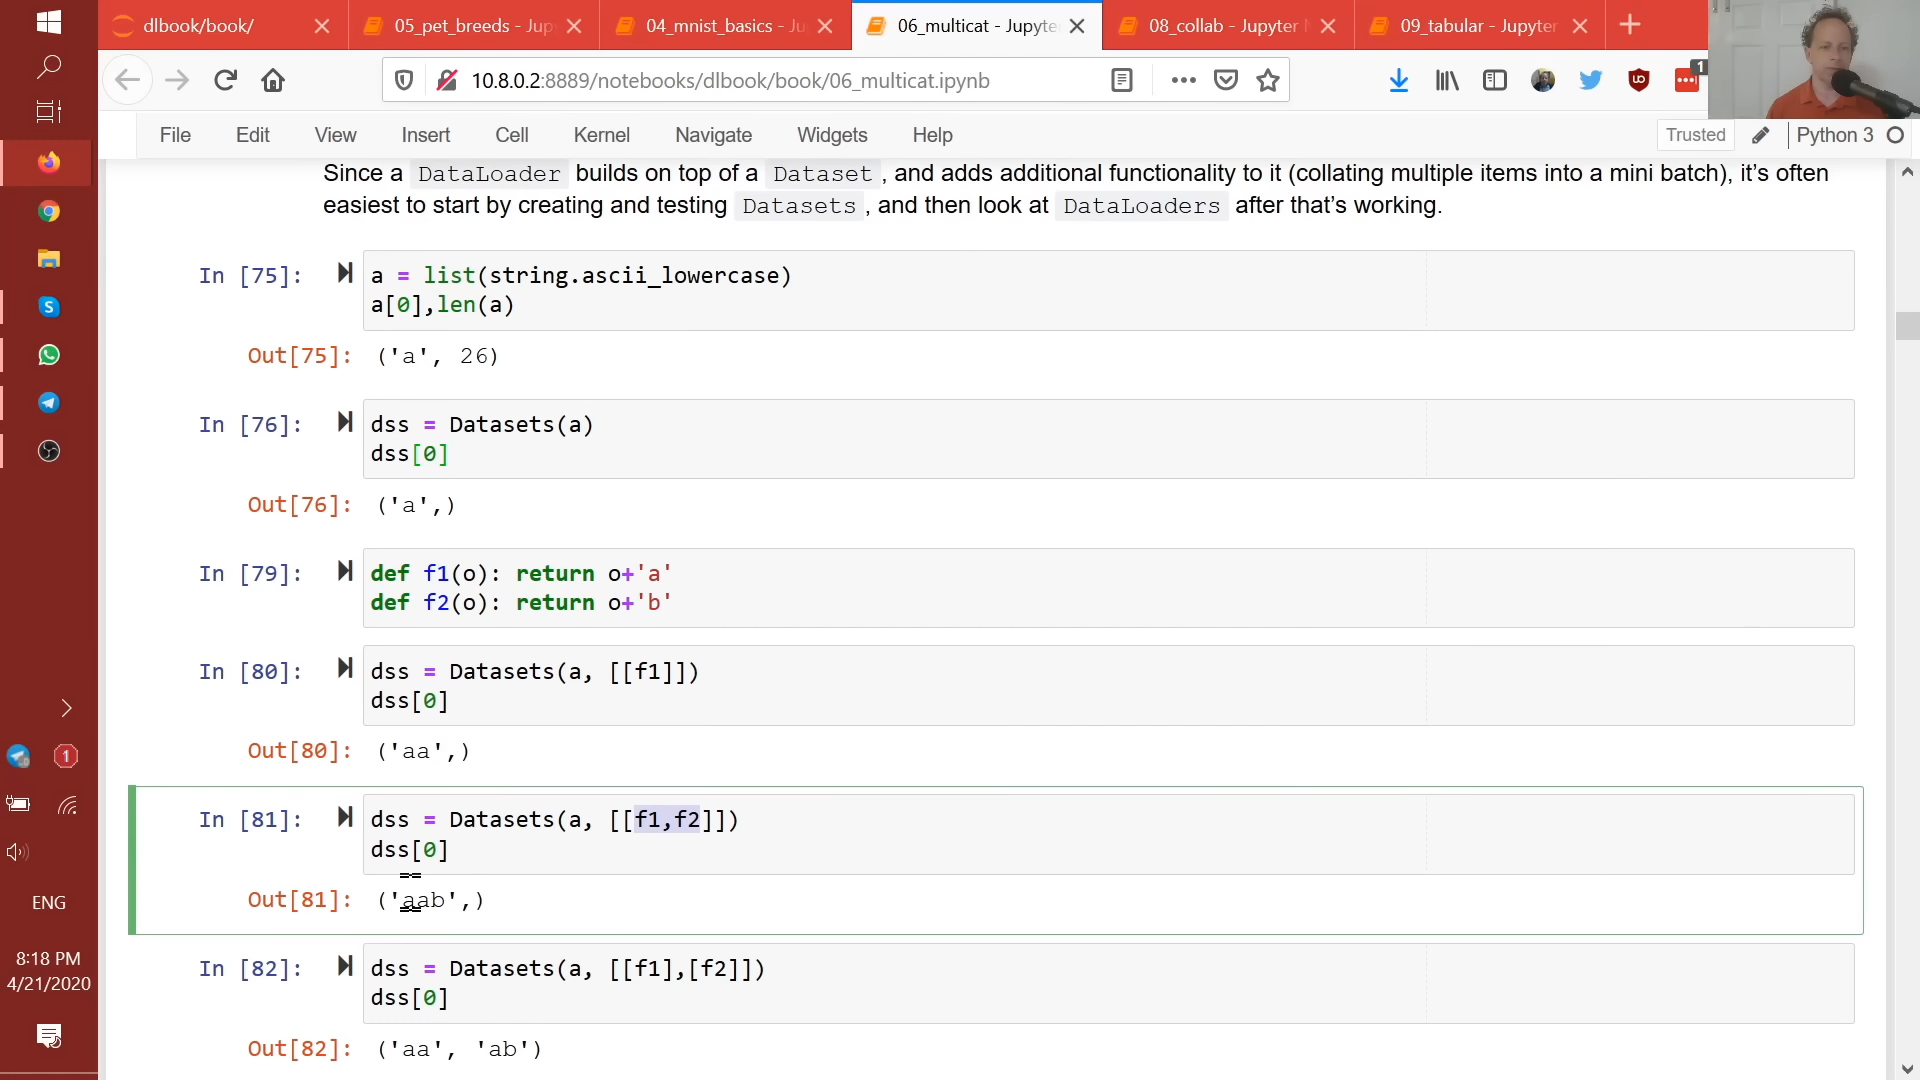 dlbook/book/
05_pet_breeds - Jup
04_mnist_basics - Ju
06_multicat - Jupyte
08_collab - Jupyter
09_tabular - Jupyter
10.8.0.2:8889/notebooks/dlbook/book/06_multicat.ipynb
1
File Edit View Insert Cell Kernel Navigate Widgets Help
Trusted
Python 3
Since a DataLoader builds on top of a Dataset, and adds additional functionality to it (collating multiple items into a mini batch), it’s often
easiest to start by creating and testing Datasets, and then look at DataLoaders after that’s working.
In [75]:
a = list(string.ascii_lowercase)
a[0],len(a)
Out[75]: ('a', 26)
In [76]:
dss = Datasets(a)
dss[0]
Out[76]: ('a',)
In [79]:
def f1(o): return o+'a'
def f2(o): return o+'b'
In [80]:
dss = Datasets(a, [[f1]])
dss[0]
Out[80]: ('aa',)
In [81]:
dss = Datasets(a, [[f1,f2]])
dss[0]
Out[81]: ('aab',)
In [82]:
dss = Datasets(a, [[f1],[f2]])
dss[0]
Out[82]: ('aa', 'ab')
1
ENG
8:18 PM
4/21/2020